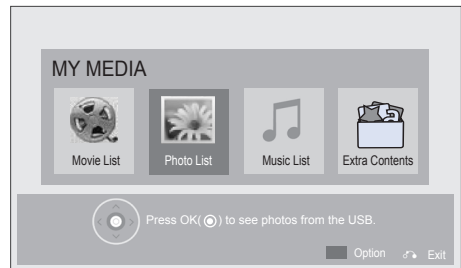 MY MEDIA
Movie List
Photo List
Music List
Extra Contents
Press OK(◉) to see photos from the USB.
Option
Exit